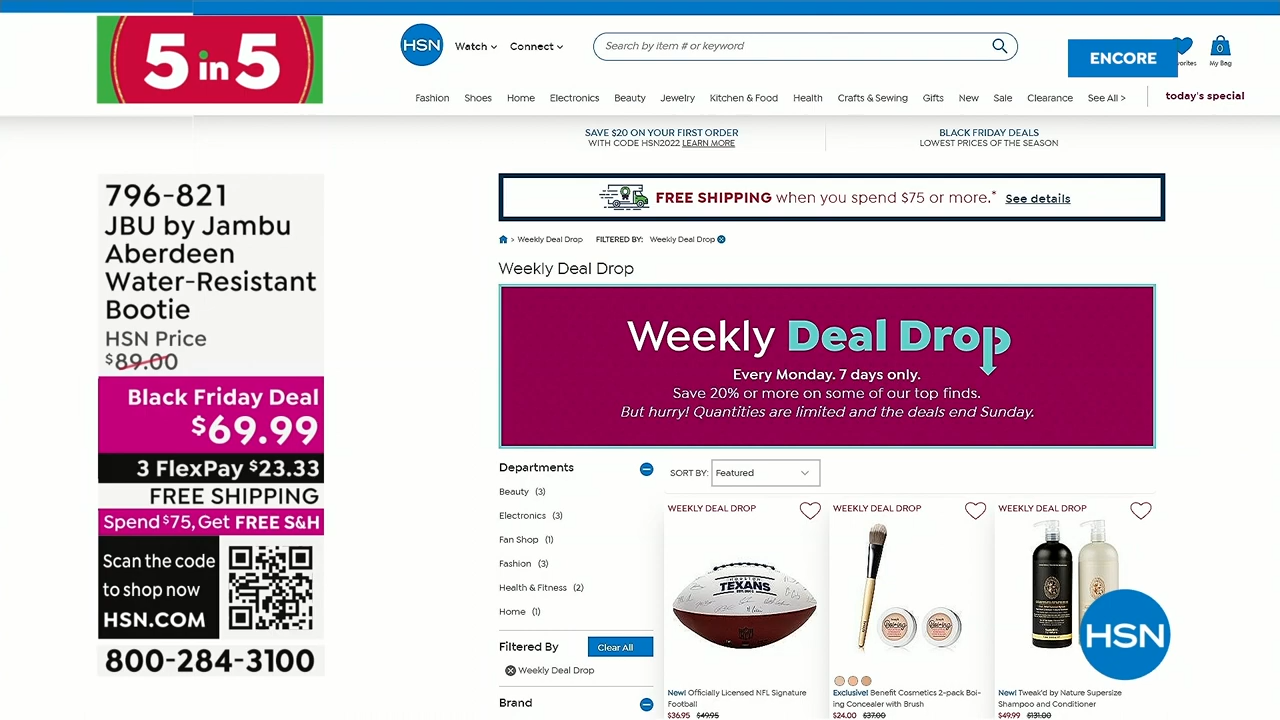 5 in 5
HSN
Watch
Connect
Search by item # or keyword
ENCORE
vorites
0
My Bag
Fashion Shoes Home Electronics Beauty Jewelry Kitchen & Food Health Crafts & Sewing Gifts New Sale Clearance See All >
today's special
SAVE $20 ON YOUR FIRST ORDER
WITH CODE HSN2022 LEARN MORE
BLACK FRIDAY DEALS
LOWEST PRICES OF THE SEASON
796-821
JBU by Jambu
Aberdeen
Water-Resistant
Bootie
HSN Price
$89.00
Black Friday Deal
$69.99
3 FlexPay $23.33
FREE SHIPPING
Spend $75, Get FREE S&H
Scan the code
to shop now
HSN.COM
800-284-3100
FREE SHIPPING when you spend $75 or more.* See details
> Weekly Deal Drop FILTERED BY: Weekly Deal Drop
Weekly Deal Drop
Weekly Deal Drop
Every Monday. 7 days only.
Save 20% or more on some of our top finds.
But hurry! Quantities are limited and the deals end Sunday.
Departments
Beauty (3)
Electronics (3)
Fan Shop (1)
Fashion (3)
Health & Fitness (2)
Home (1)
Filtered By
Clear All
Weekly Deal Drop
Brand
SORT BY: Featured
WEEKLY DEAL DROP
HOUSTON
TEXANS
New! Officially Licensed NFL Signature
Football
$36.95 $49.95
WEEKLY DEAL DROP
Exclusive! Benefit Cosmetics 2-pack Boi-
ing Concealer with Brush
$24.00 $37.00
WEEKLY DEAL DROP
New! Tweak'd by Nature Supersize
Shampoo and Conditioner
$49.99 $131.00
HSN